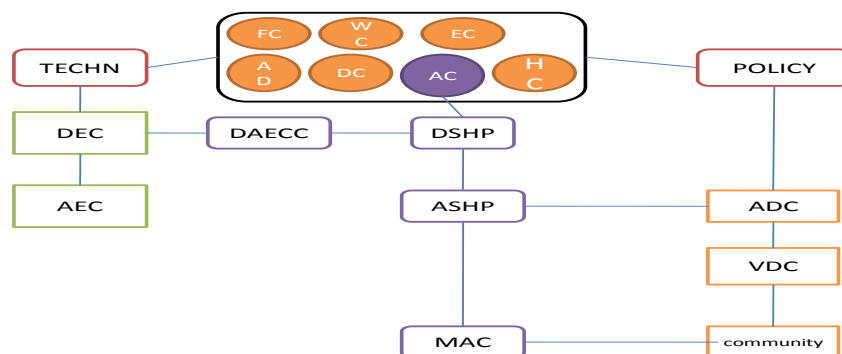 FC
W
C
EC
TECHN
A
D
DC
AC
H
C
POLICY
DEC
DAECC
DSHP
AEC
ASHP
ADC
VDC
MAC
community